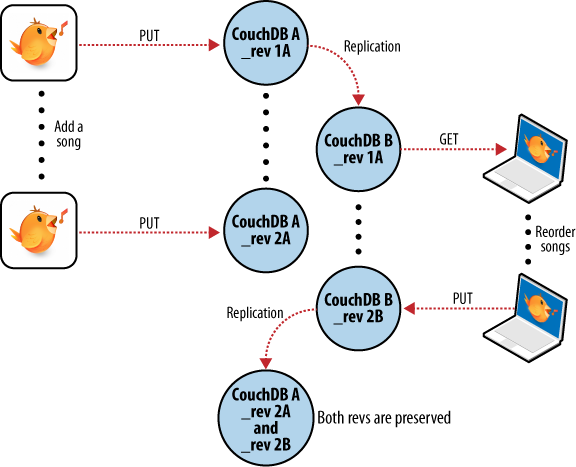 PUT
CouchDB A
_rev 1A
Replication
Add a
song
CouchDB B
_rev 1A
GET
PUT
CouchDB A
_rev 2A
Reorder
songs
CouchDB B
_rev 2B
PUT
Replication
CouchDB A
_rev 2A
and
_rev 2B
Both revs are preserved